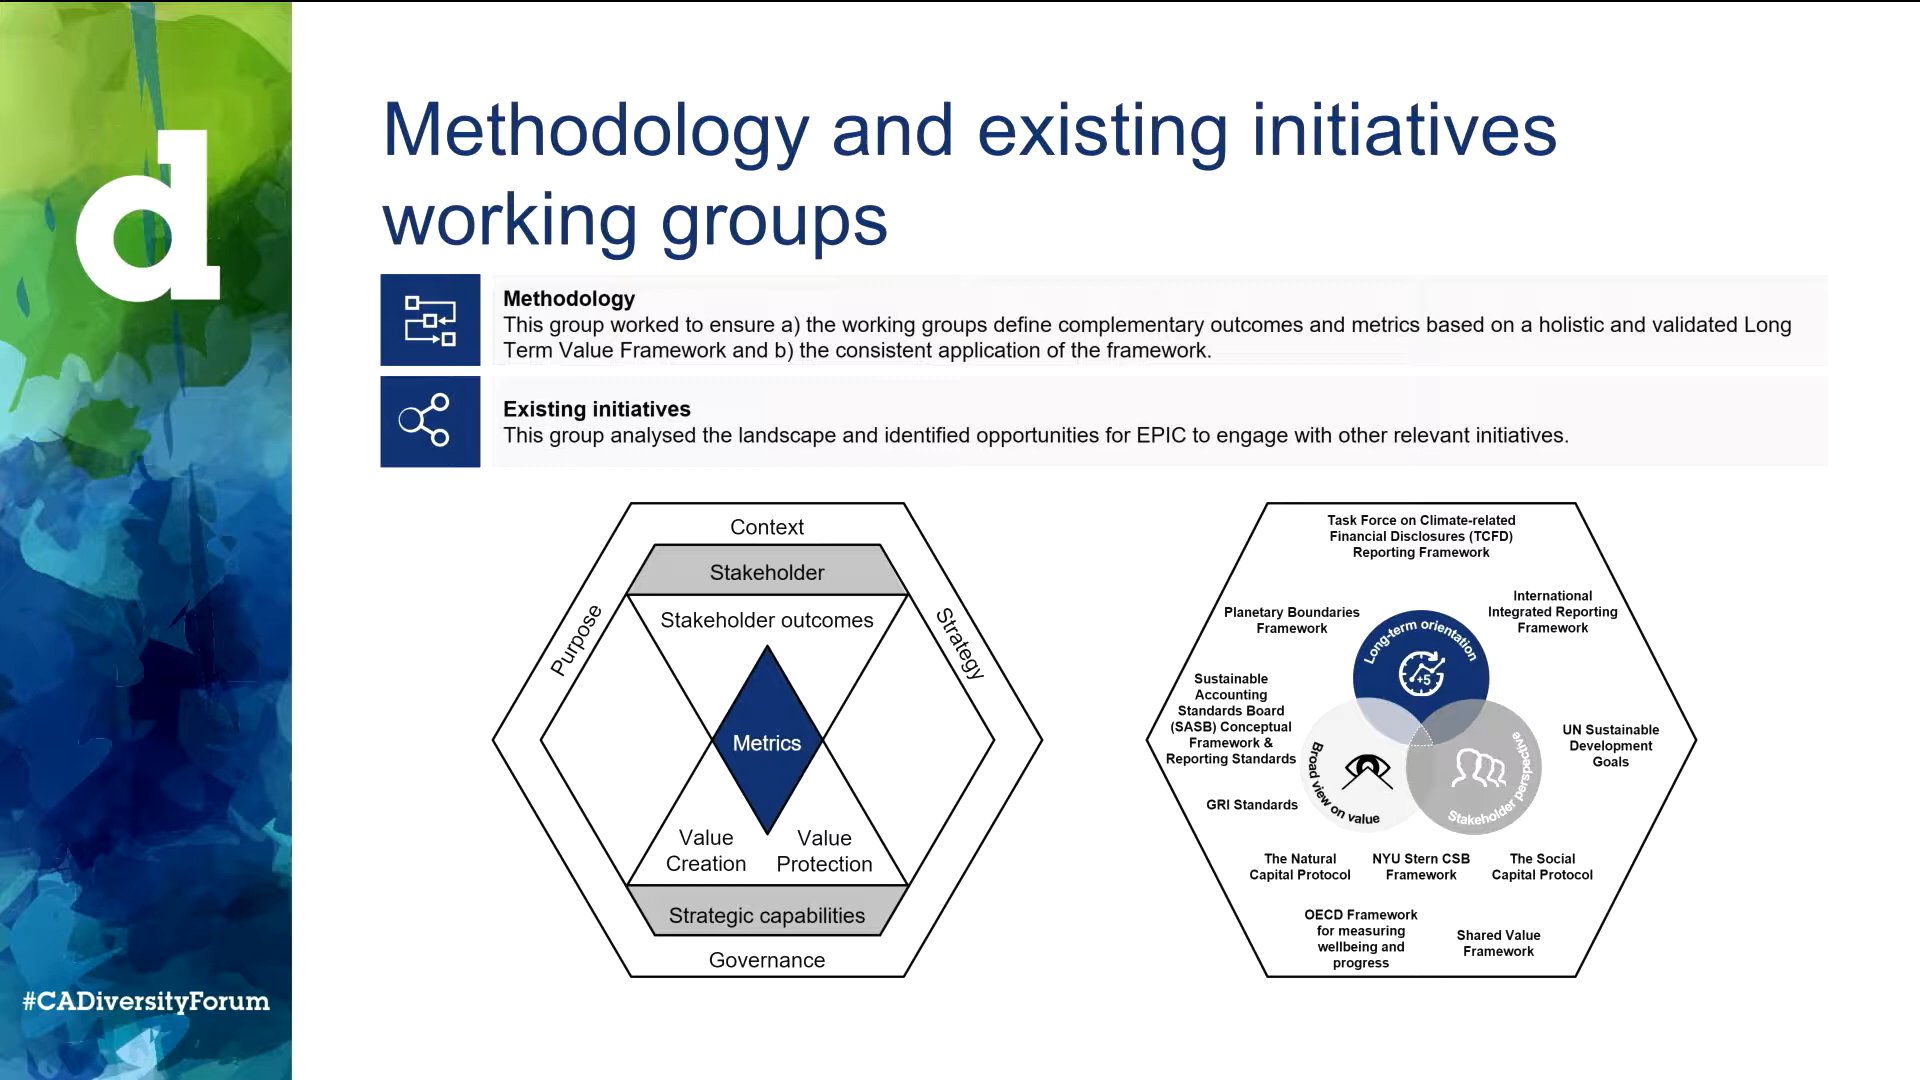 d
#CADiversityForum
Methodology and existing initiatives
working groups
Methodology
This group worked to ensure a) the working groups define complementary outcomes and metrics based on a holistic and validated Long
Term Value Framework and b) the consistent application of the framework.
Existing initiatives
This group analysed the landscape and identified opportunities for EPIC to engage with other relevant initiatives.
Context
Stakeholder
Purpose
Stakeholder outcomes
Strategy
Metrics
Value
Creation
Value
Protection
Strategic capabilities
Governance
Task Force on Climate-related
Financial Disclosures (TCFD)
Reporting Framework
Planetary Boundaries
Framework
International
Integrated Reporting
Framework
Long-term orientation
+5
Sustainable
Accounting
Standards Board
(SASB) Conceptual
Framework &
Reporting Standards
Broad view on value
Stakeholder perspective
UN Sustainable
Development
Goals
GRI Standards
The Natural
Capital Protocol
NYU Stern CSB
Framework
The Social
Capital Protocol
OECD Framework
for measuring
wellbeing and
progress
Shared Value
Framework